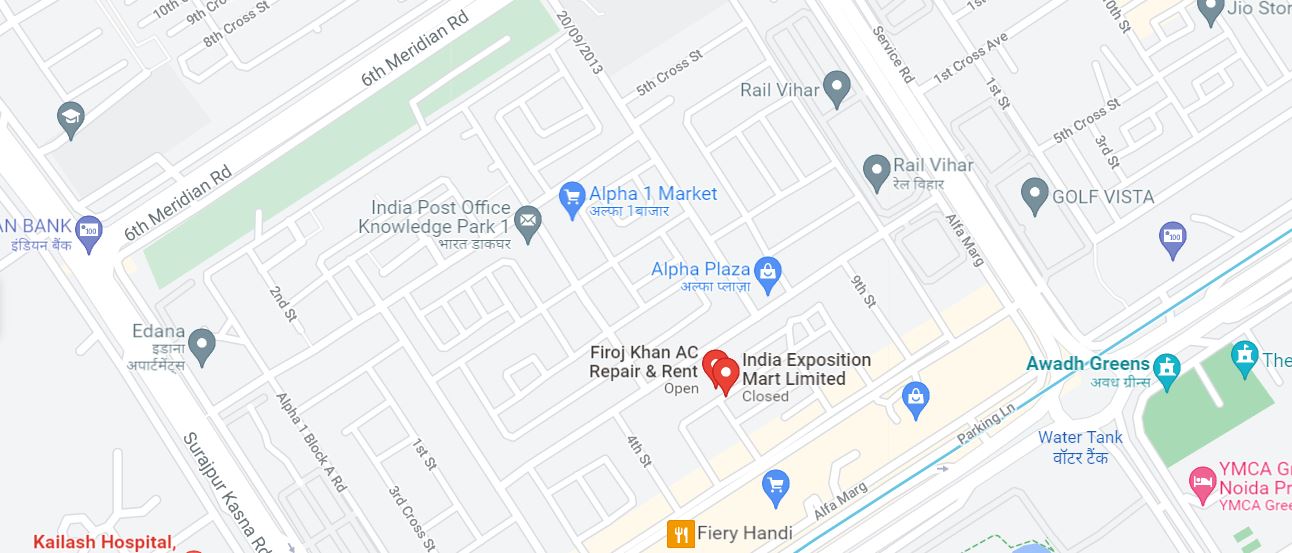 10th Cross
9th Cross St
8th Cross St
6th Meridian Rd
20/09/2013
5th Cross St
Service Rd
1st Cross Ave
10th St
Jio Stor
Rail Vihar
1st St
5th Cross St
3rd St
Rail Vihar
रेल विहार
GOLF VISTA
6th Meridian Rd
Alpha 1 Market
अल्फा 1बाजार
India Post Office
Knowledge Park 1
भारत डाकघर
AN BANK
इंडियन बैंक
Alfa Marg
Alpha Plaza
अल्फा प्लाज़ा
9th St
2nd St
Edana
इडाना
अपार्टमेंट्स
Firoj Khan AC
Repair & Rent
Open
India Exposition
Mart Limited
Closed
Awadh Greens
अवध ग्रीन्स
The
Alpha 1 Block A Rd
1st St
4th St
Parking Ln
Water Tank
वॉटर टैंक
Surajpur Kasna Rd
3rd Cross St
Alfa Marg
YMCA Gr
Noida Pr
YMCA Gree
Fiery Handi
Kailash Hospital,